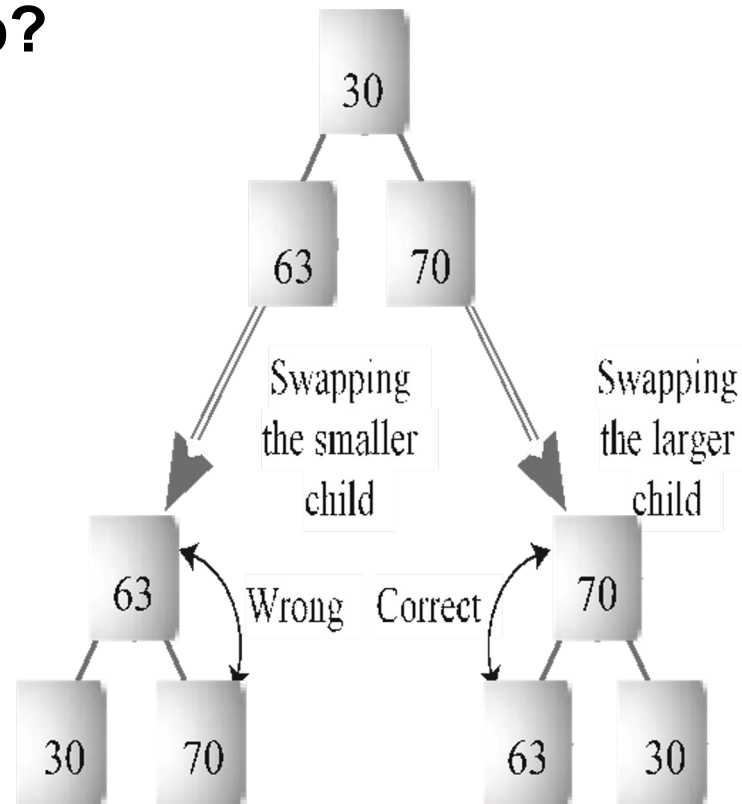 ?
30
63 70
Swapping
the smaller
child
Swapping
the larger
child
63
Wrong
Correct
70
30 70
63 30